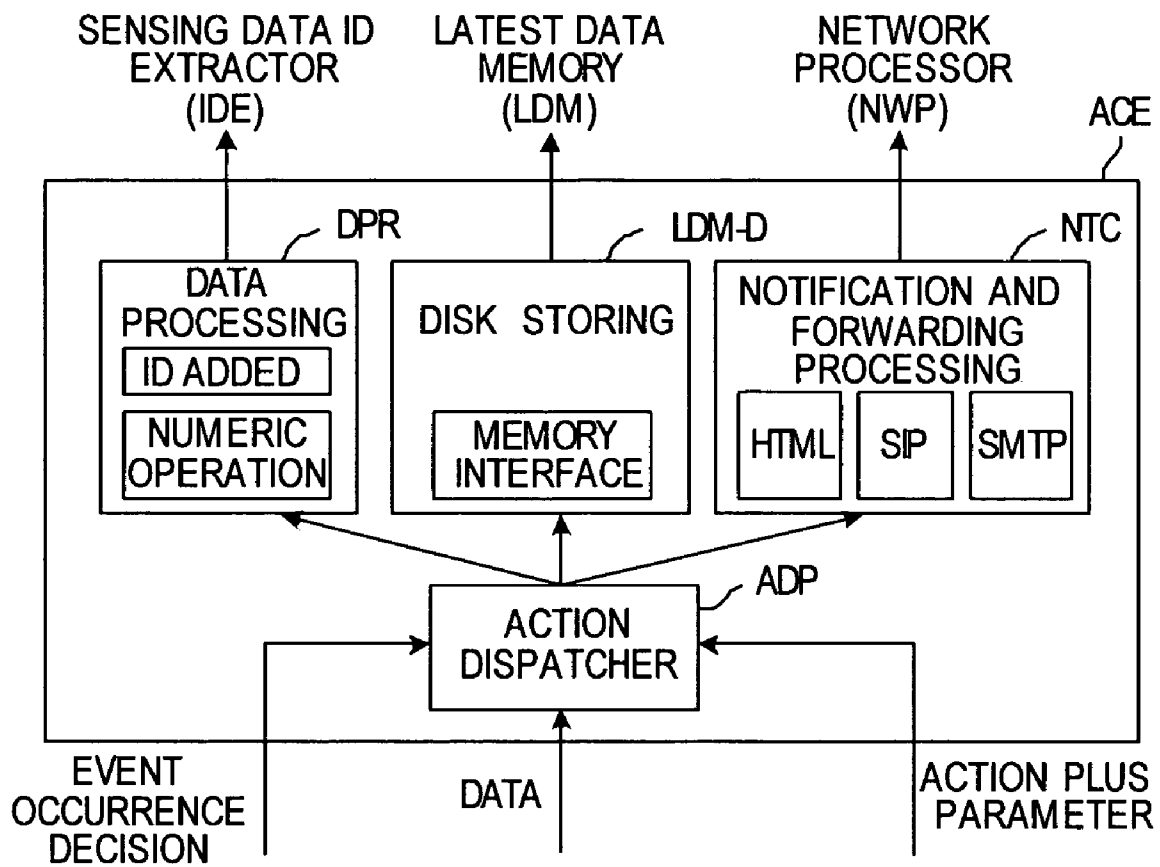 SENSING DATA ID
EXTRACTOR
(IDE)
LATEST DATA
MEMORY
(LDM)
NETWORK
PROCESSOR
(NWP)
ACE
DPR
LDM-D
NTC
DATA
PROCESSING
ID ADDED
NUMERIC
OPERATION
DISK STORING
MEMORY
INTERFACE
NOTIFICATION AND
FORWARDING
PROCESSING
HTML
SIP
SMTP
ADP
ACTION
DISPATCHER
EVENT
OCCURRENCE
DECISION
DATA
ACTION PLUS
PARAMETER